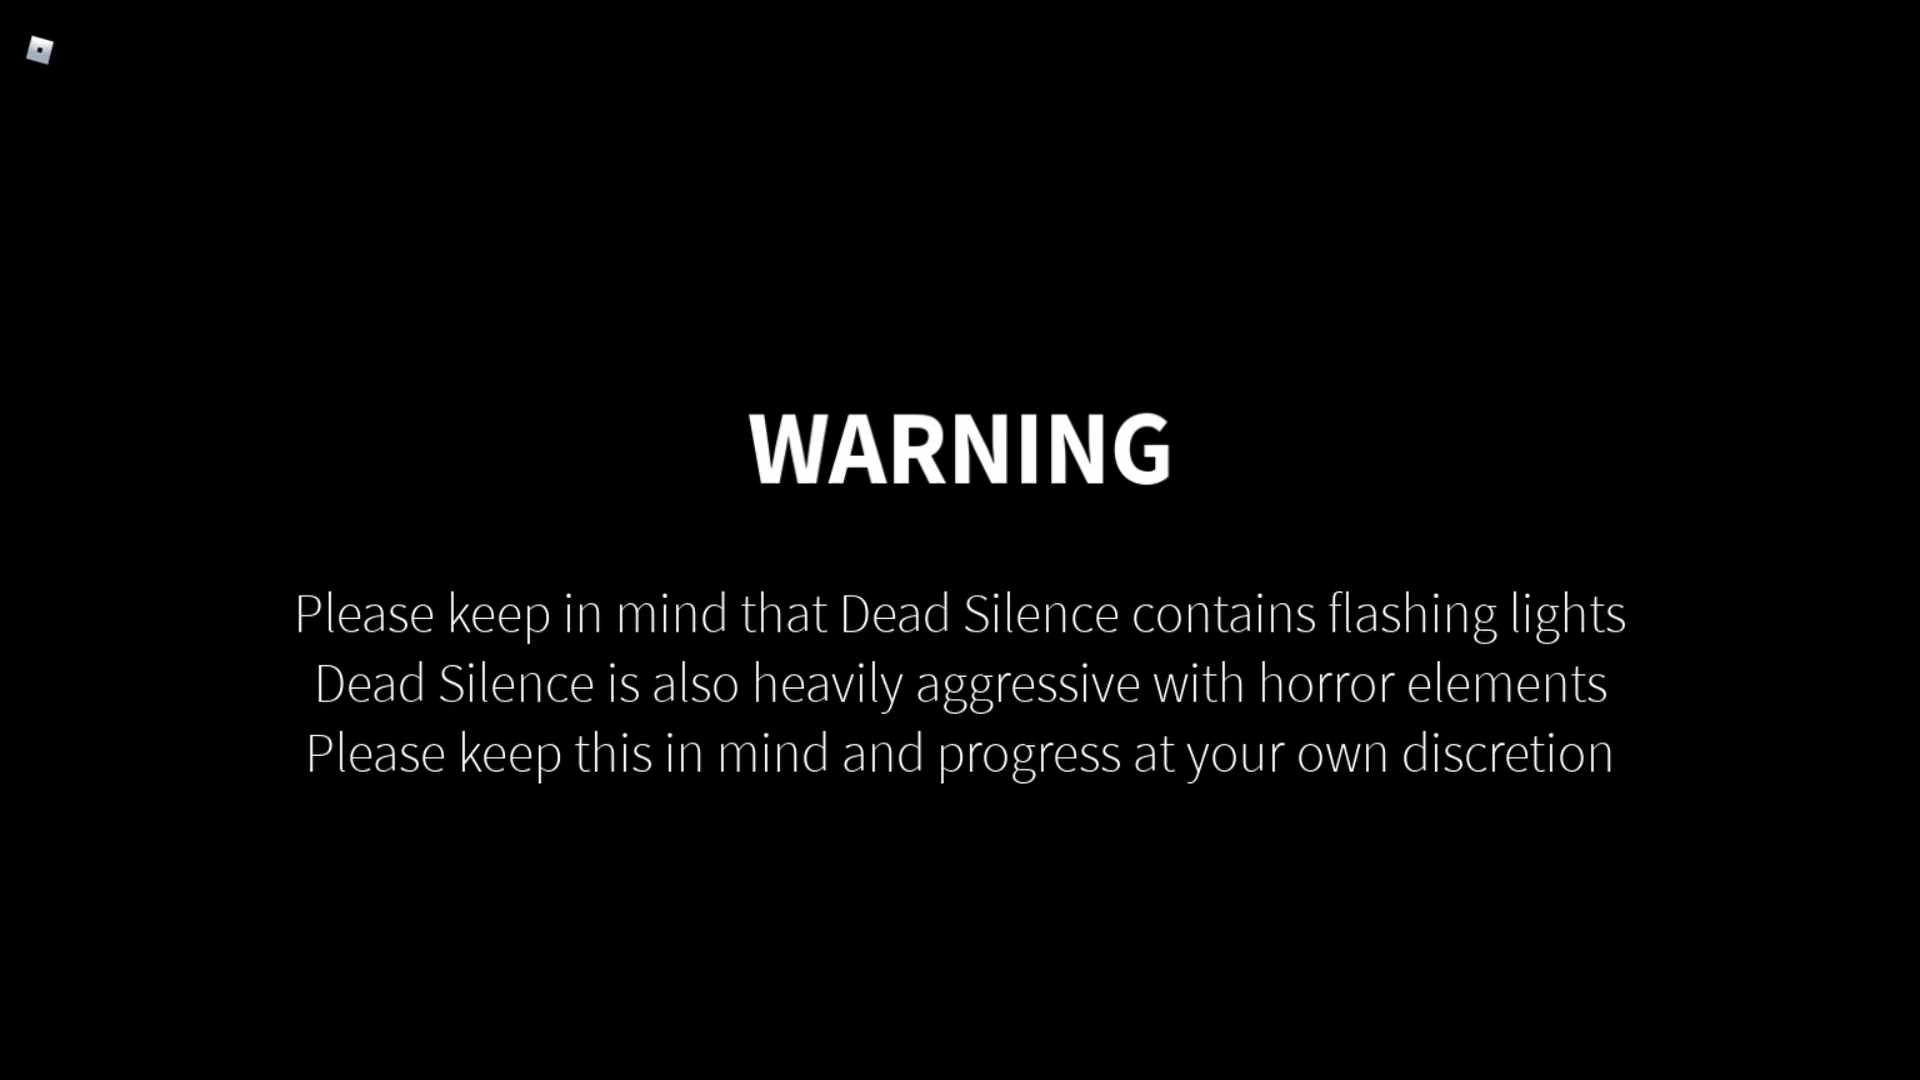 WARNING
Please keep in mind that Dead Silence contains flashing lights
Dead Silence is also heavily aggressive with horror elements
Please keep this in mind and progress at your own discretion